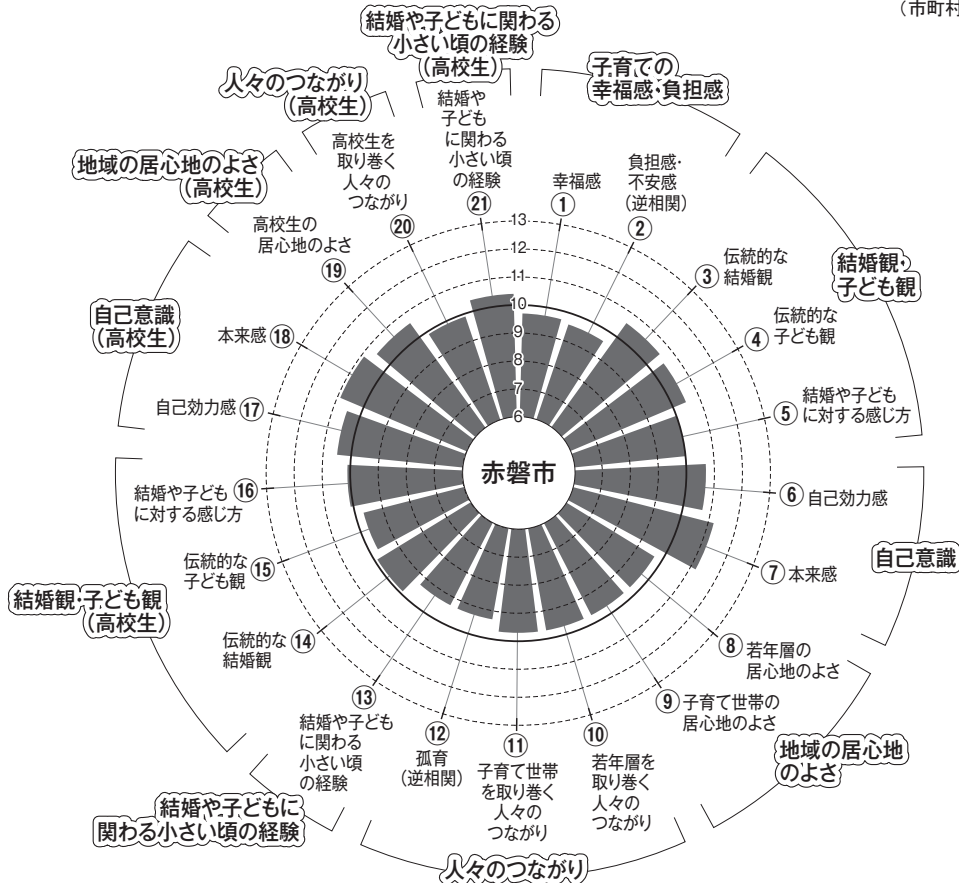 （市町村
結婚や子どもに関わる
小さい頃の経験
（高校生）
子育ての
幸福感・負担感
人々のつながり
（高校生）
地域の居心地のよさ
（高校生）
自己意識
（高校生）
結婚観・
子ども観
自己意識
地域の居心地
のよさ
人々のつながり
結婚や子どもに
関わる小さい頃の経験
結婚観・子ども観
（高校生）
幸福感
①
負担感・
不安感
（逆相関）
②
③ 伝統的な
結婚観
④ 伝統的な
子ども観
⑤ 結婚や子ども
に対する感じ方
⑥ 自己効力感
⑦ 本来感
⑧ 若年層の
居心地のよさ
⑨ 子育て世帯の
居心地のよさ
⑩
若年層を
取り巻く
人々の
つながり
⑪
子育て世帯
を取り巻く
人々の
つながり
⑫
孤育
（逆相関）
⑬
結婚や子ども
に関わる
小さい頃
の経験
伝統的な ⑭
結婚観
伝統的な ⑮
子ども観
結婚や子ども ⑯
に対する感じ方
自己効力感 ⑰
本来感 ⑱
高校生の
居心地のよさ
⑲
高校生を
取り巻く
人々の
つながり
⑳
結婚や
子ども
に関わる
小さい頃
の経験
㉑
13
12
11
10
9
8
7
6
赤磐市